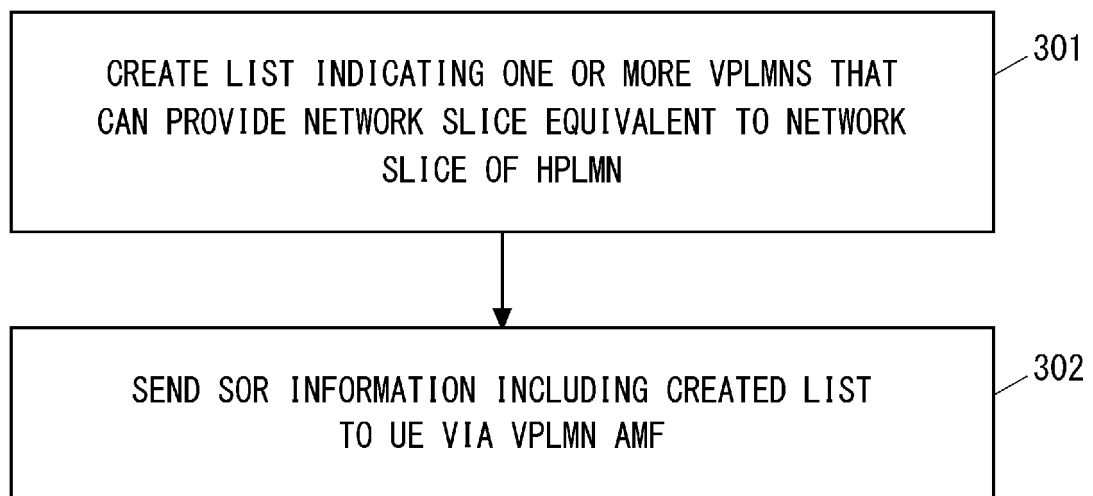 CREATE LIST INDICATING ONE OR MORE VPLMNS THAT
CAN PROVIDE NETWORK SLICE EQUIVALENT TO NETWORK
SLICE OF HPLMN
301
SEND SOR INFORMATION INCLUDING CREATED LIST
TO UE VIA VPLMN AMF
302